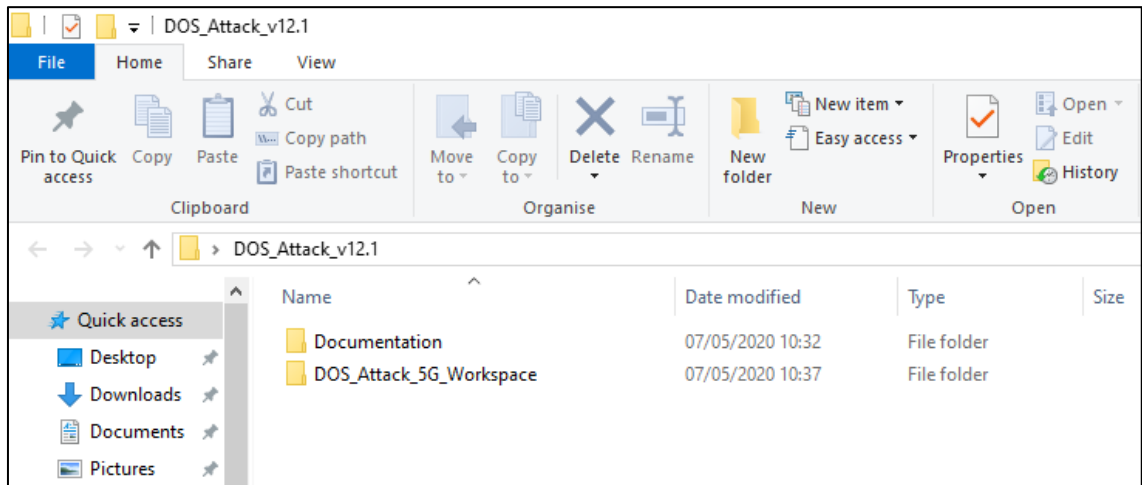 DOS_Attack_v12.1
File Home Share View
Pin to Quick access
Copy
Paste
Cut
Copy path
Paste shortcut
Clipboard
Move to
Copy to
Delete
Rename
Organise
New folder
New item
Easy access
New
Properties
Open
Edit
History
Open
DOS_Attack_v12.1
Quick access
Desktop
Downloads
Documents
Pictures
Name Date modified Type Size
Documentation 07/05/2020 10:32 File folder
DOS_Attack_5G_Workspace 07/05/2020 10:37 File folder